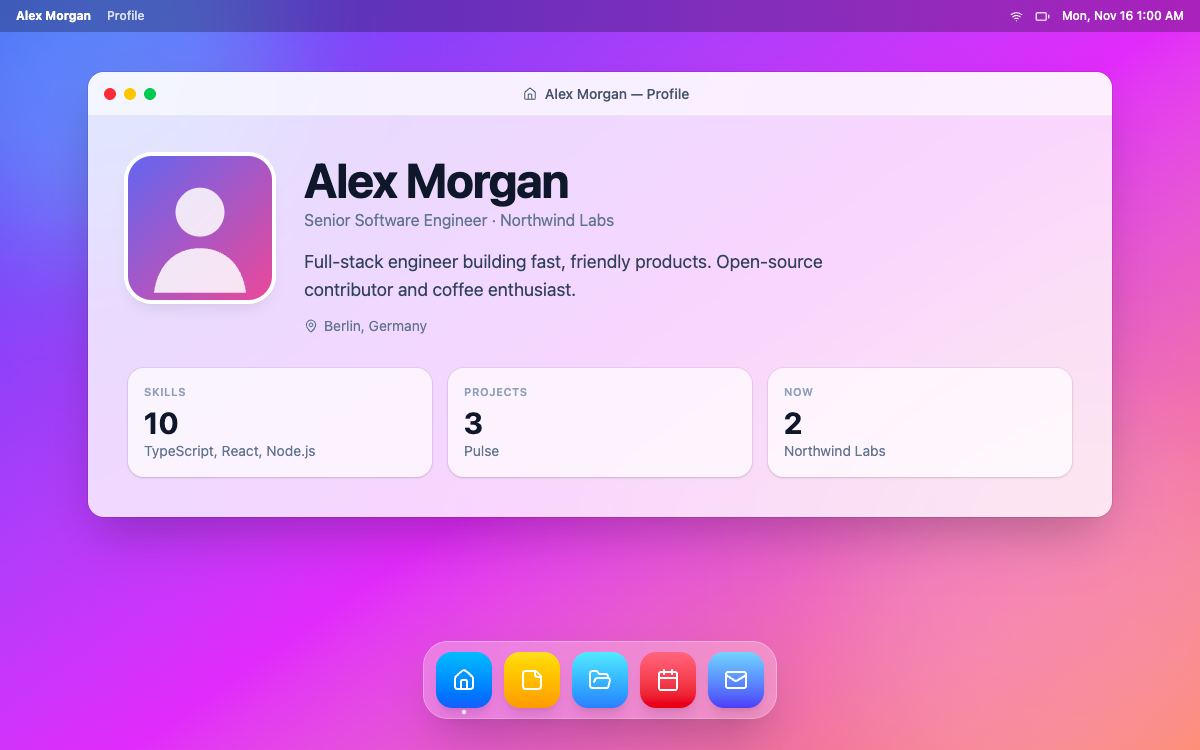 Alex Morgan Profile Mon, Nov 16 1:00 AM
Alex Morgan — Profile
Alex Morgan
Senior Software Engineer · Northwind Labs
Full-stack engineer building fast, friendly products. Open-source
contributor and coffee enthusiast.
Berlin, Germany
SKILLS
10
TypeScript, React, Node.js
PROJECTS
3
Pulse
NOW
2
Northwind Labs